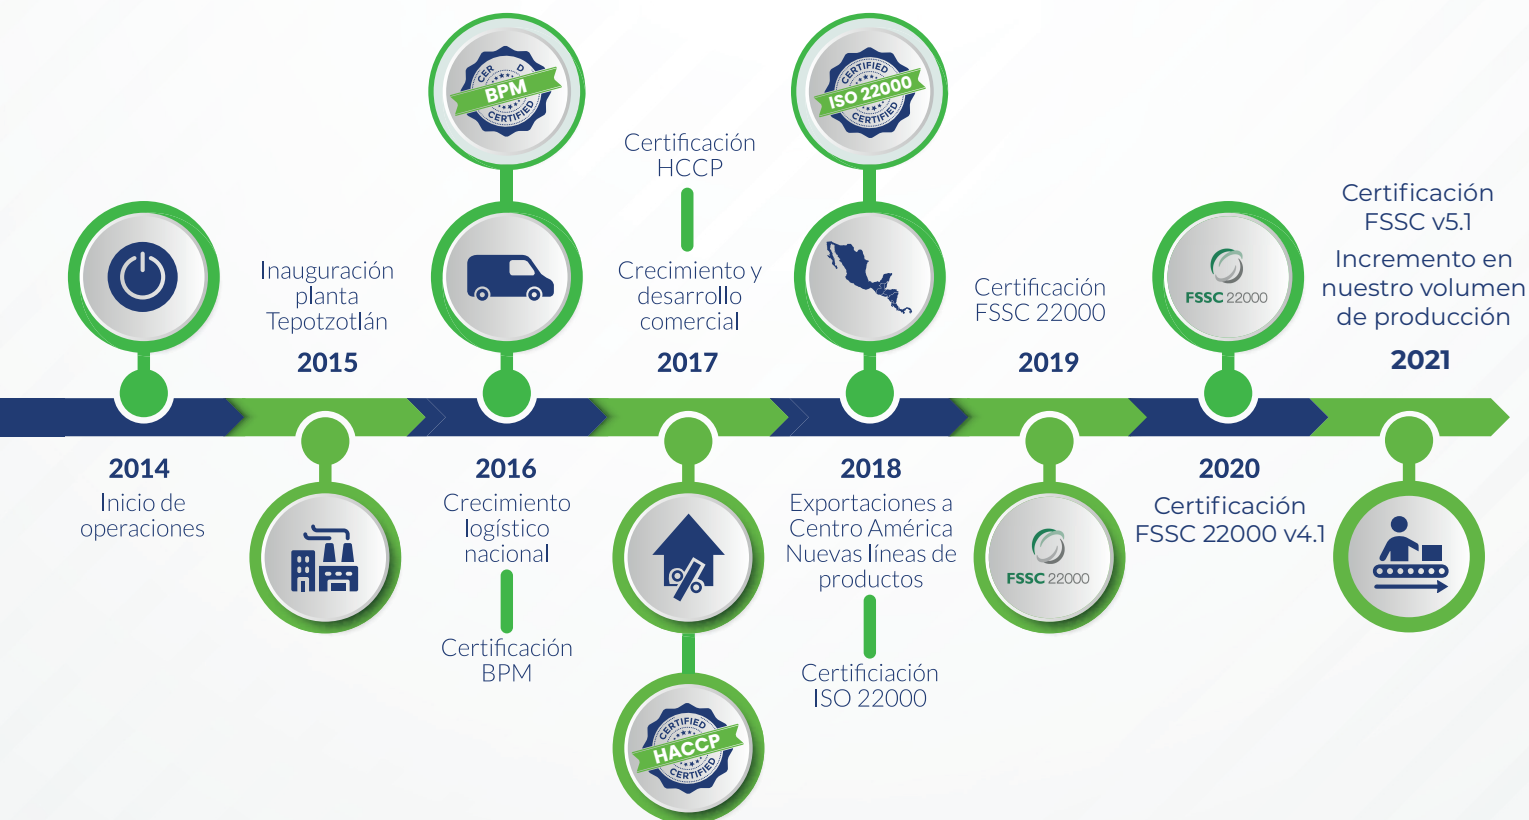 2014
Inicio de
operaciones
Inauguración
planta
Tepotzotlán
2015
CER D
BPM
CERTIFIED
2016
Crecimiento
logístico
nacional
Certificación
BPM
Certificación
HCCP
Crecimiento y
desarrollo
comercial
2017
CERTIFIED
HACCP
CERTIFIED
CERTIFIED
ISO 22000
CERTIFIED
2018
Exportaciones a
Centro América
Nuevas líneas de
productos
Certificiación
ISO 22000
Certificación
FSSC 22000
2019
FSSC 22000
FSSC 22000
2020
Certificación
FSSC 22000 v4.1
Certificación
FSSC v5.1
Incremento en
nuestro volumen
de producción
2021